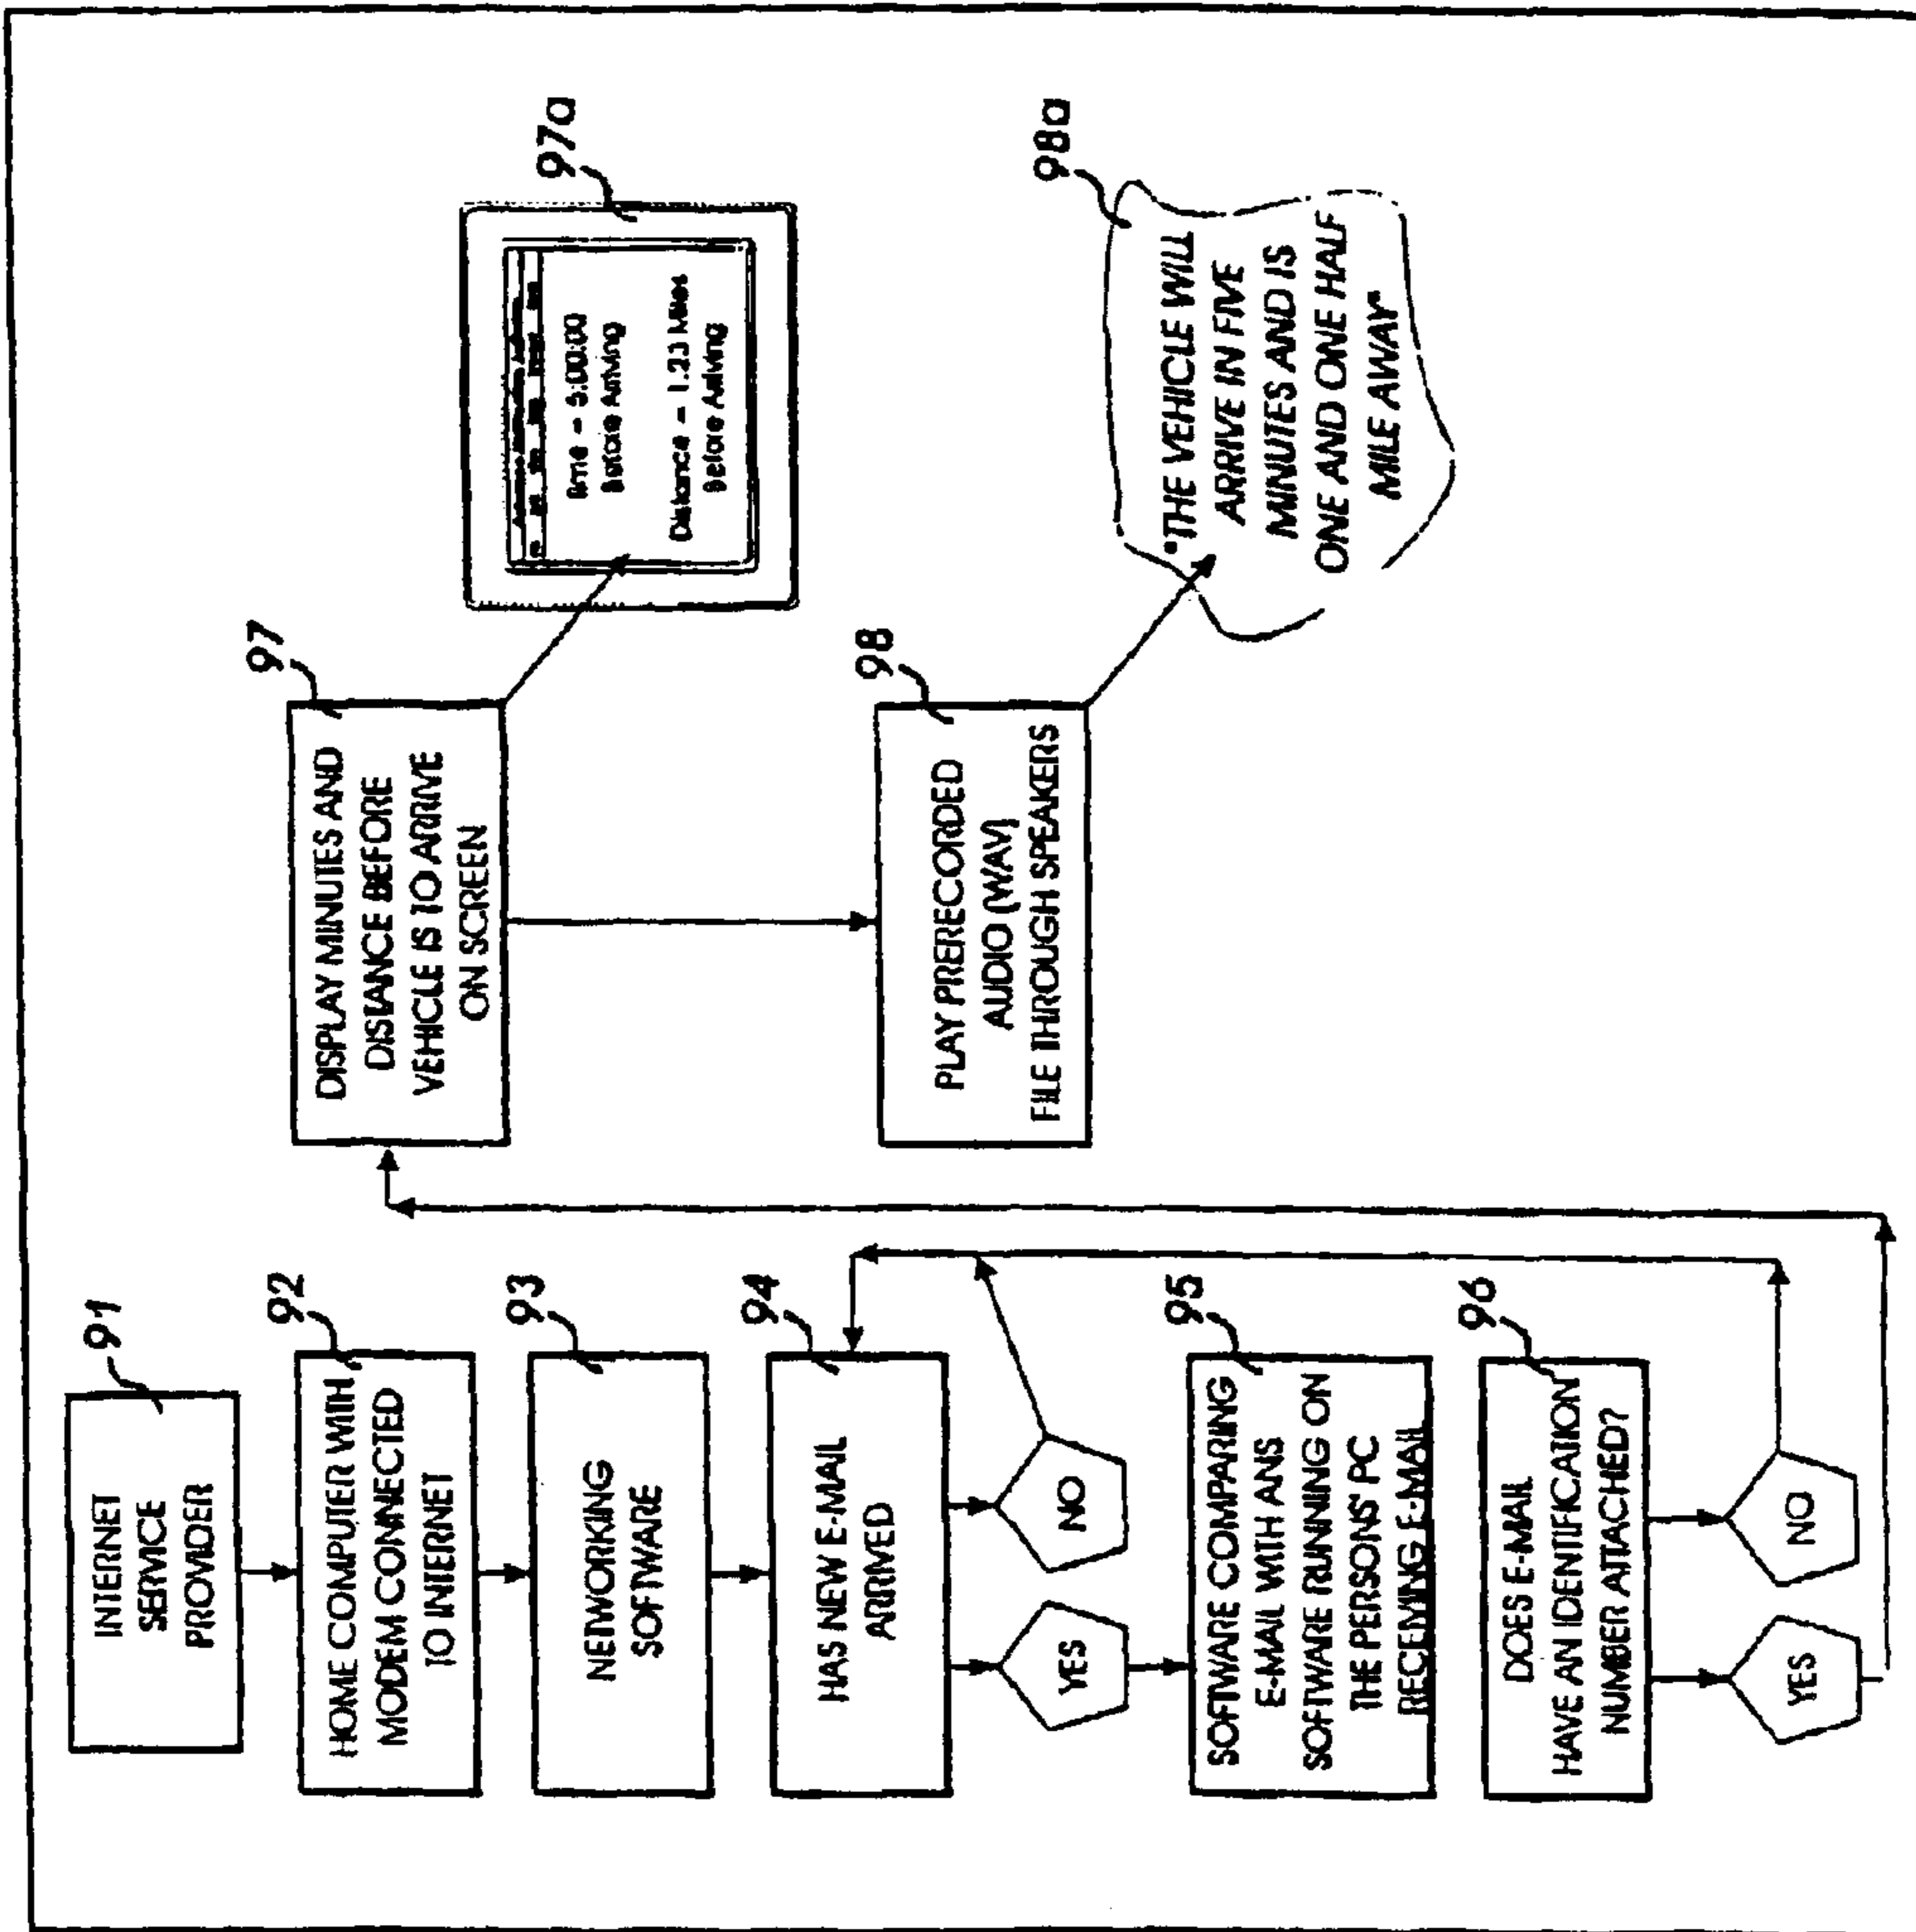 91
INTERNET
SERVICE
PROVIDER
92
HOME COMPUTER WITH
MODEM CONNECTED
TO INTERNET
93
NETWORKING
SOFTWARE
94
HAS NEW E-MAIL
ARRIVED
YES
NO
95
SOFTWARE COMPARING
E-MAIL WITH ANS
SOFTWARE RUNNING ON
THE PERSONS' PC
RECEIVING E-MAIL
96
DOES E-MAIL
HAVE AN IDENTIFICATION
NUMBER ATTACHED?
YES
NO
97
DISPLAY MINUTES AND
DISTANCE BEFORE
VEHICLE IS TO ARRIVE
ON SCREEN
97a
Time = 5:00:00
Before Arriving
Distance = 1.23 Miles
Before Arriving
98
PLAY PRERECORDED
AUDIO (WAV)
FILE THROUGH SPEAKERS
98a
"THE VEHICLE WILL
ARRIVE IN FIVE
MINUTES AND IS
ONE AND ONE HALF
MILE AWAY"